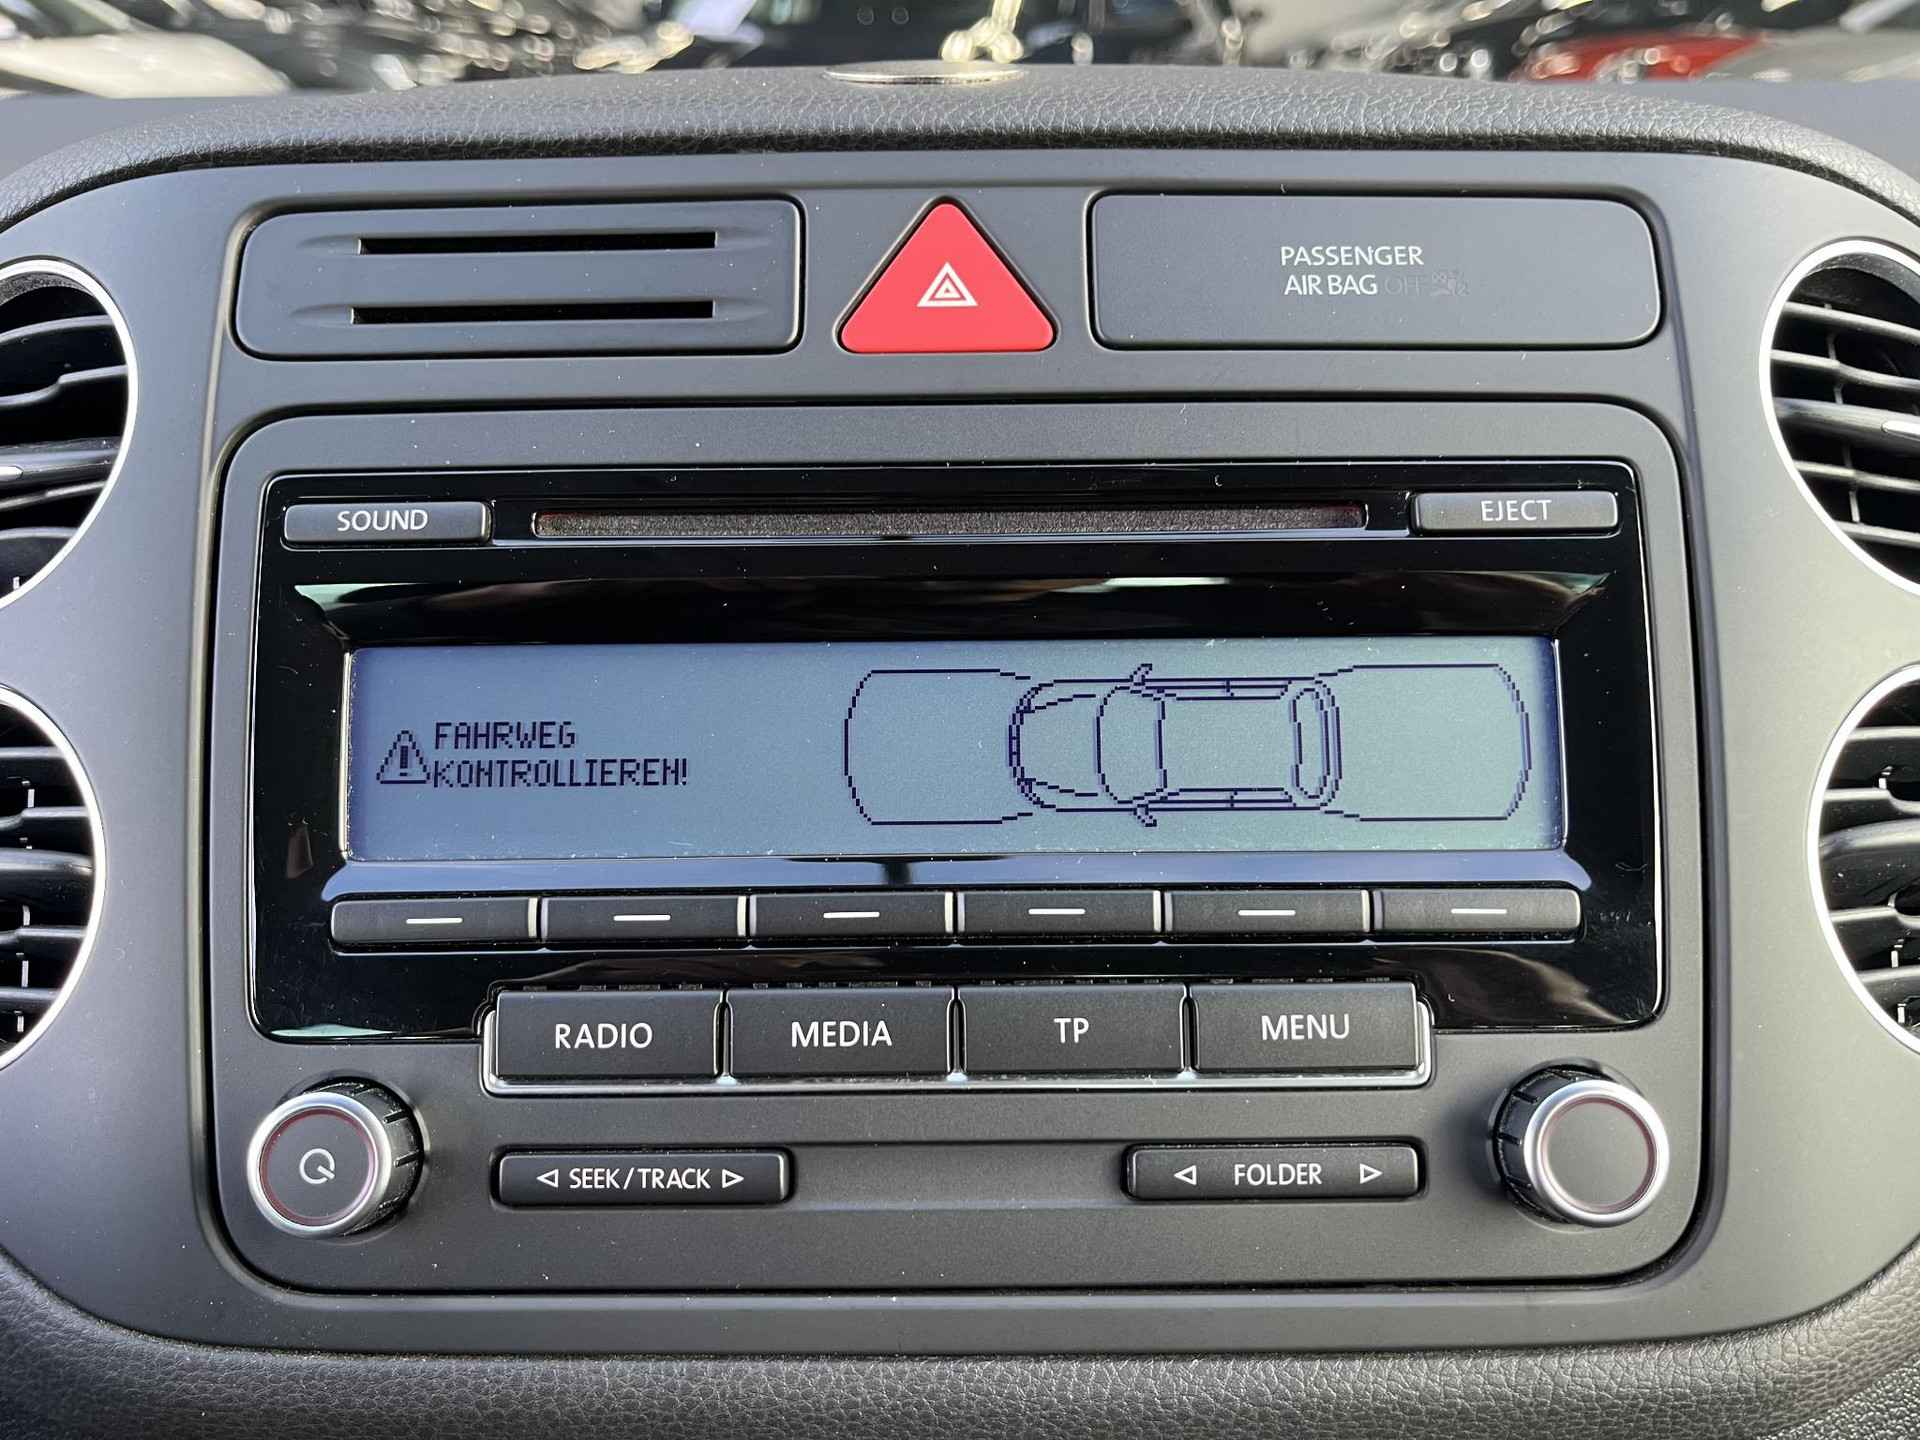 PASSENGER
AIR BAG OFF
SOUND
EJECT
FAHRWEG
KONTROLLIEREN!
RADIO
MEDIA
TP
MENU
SEEK/TRACK
FOLDER